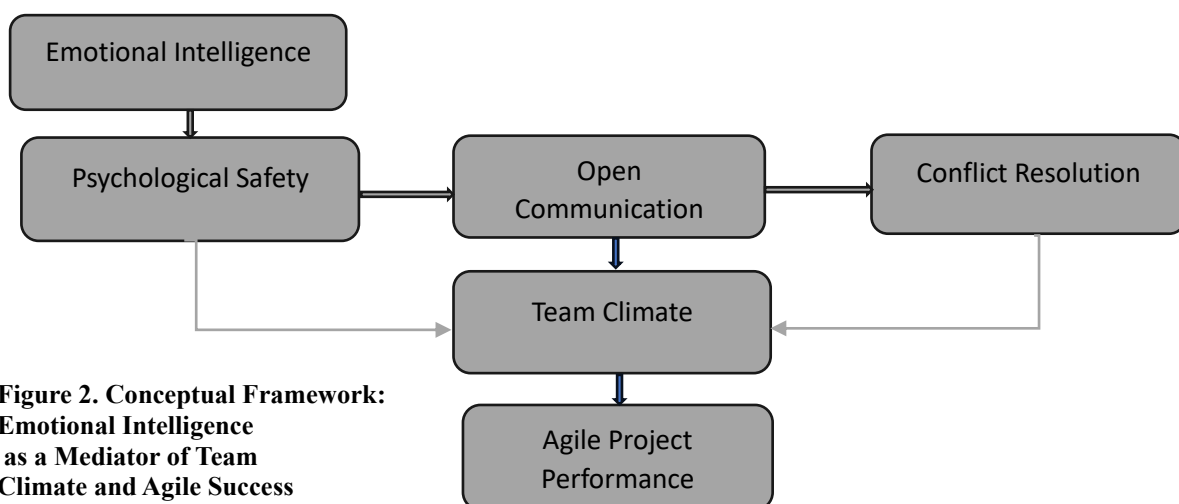 Emotional Intelligence
Psychological Safety
Open
Communication
Conflict Resolution
Team Climate
Agile Project
Performance
Figure 2. Conceptual Framework:
Emotional Intelligence
as a Mediator of Team
Climate and Agile Success